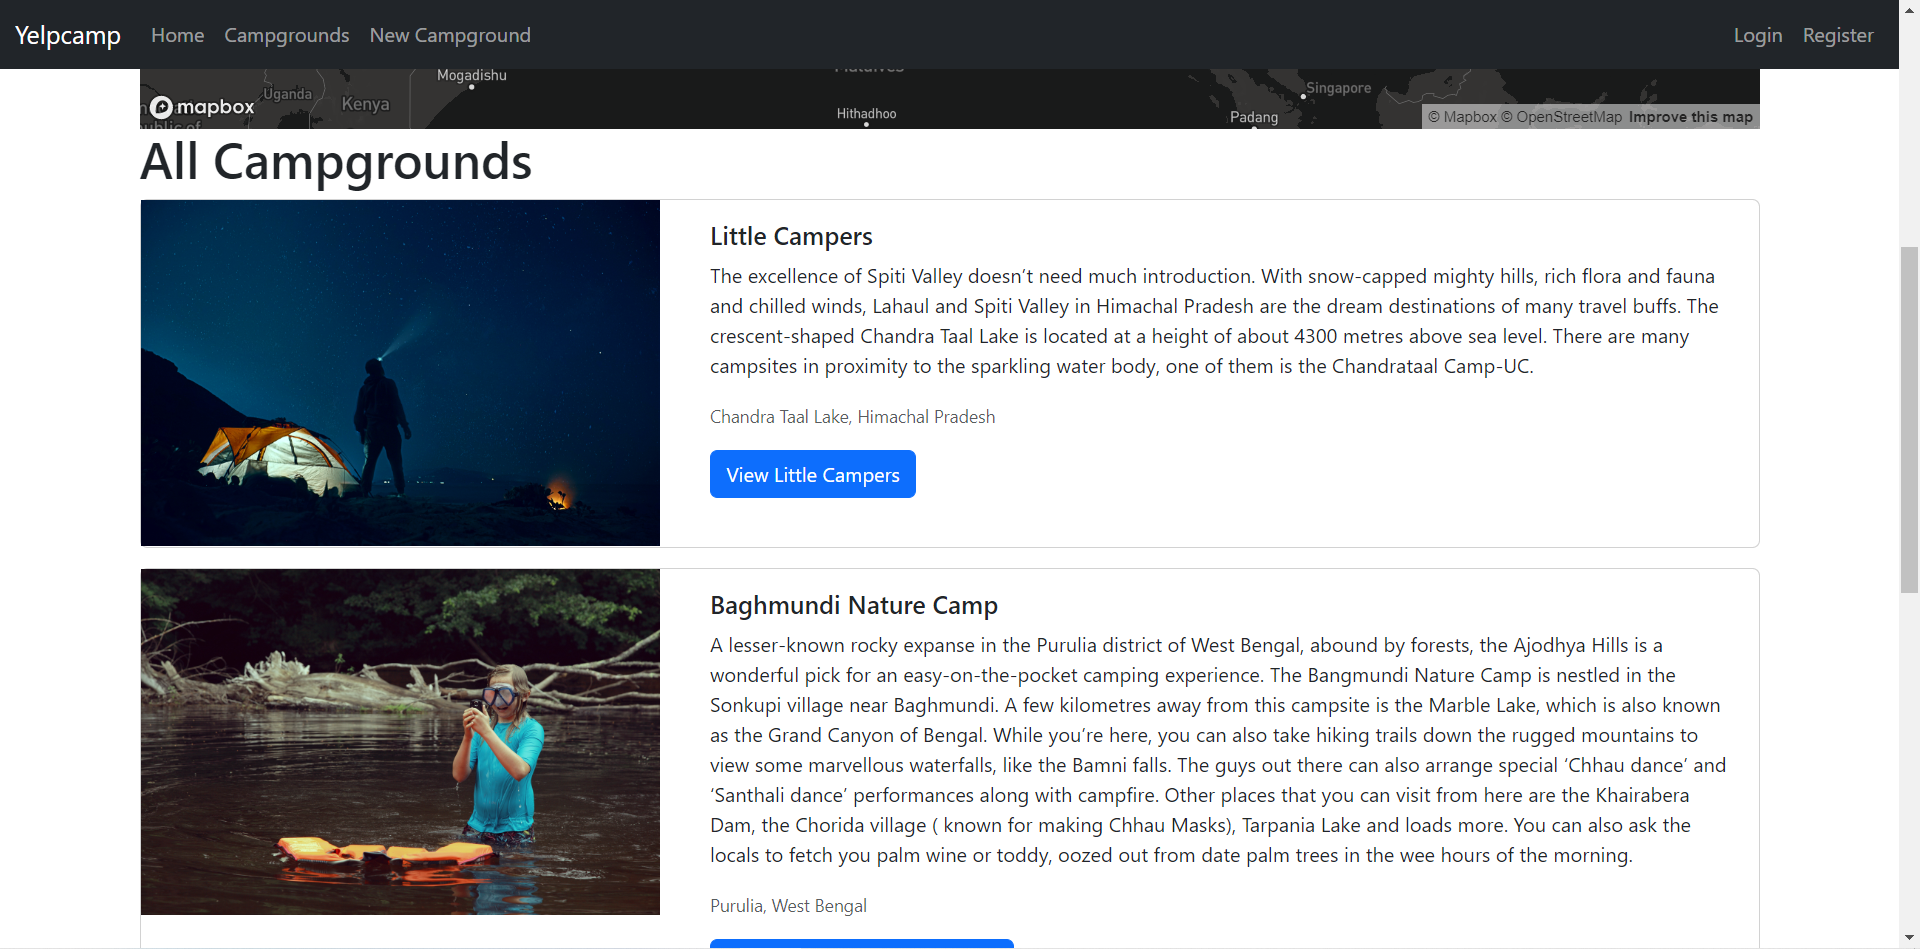 Yelpcamp Home Campgrounds New Campground Login Register
Maldives
Mogadishu
Uganda
Kenya
Singapore
mapbox
Hithadhoo
Padang
© Mapbox © OpenStreetMap Improve this map
All Campgrounds
Little Campers
The excellence of Spiti Valley doesn’t need much introduction. With snow-capped mighty hills, rich flora and fauna
and chilled winds, Lahaul and Spiti Valley in Himachal Pradesh are the dream destinations of many travel buffs. The
crescent-shaped Chandra Taal Lake is located at a height of about 4300 metres above sea level. There are many
campsites in proximity to the sparkling water body, one of them is the Chandrataal Camp-UC.
Chandra Taal Lake, Himachal Pradesh
View Little Campers
Baghmundi Nature Camp
A lesser-known rocky expanse in the Purulia district of West Bengal, abound by forests, the Ajodhya Hills is a
wonderful pick for an easy-on-the-pocket camping experience. The Bangmundi Nature Camp is nestled in the
Sonkupi village near Baghmundi. A few kilometres away from this campsite is the Marble Lake, which is also known
as the Grand Canyon of Bengal. While you’re here, you can also take hiking trails down the rugged mountains to
view some marvellous waterfalls, like the Bamni falls. The guys out there can also arrange special ‘Chhau dance’ and
‘Santhali dance’ performances along with campfire. Other places that you can visit from here are the Khairabera
Dam, the Chorida village ( known for making Chhau Masks), Tarpania Lake and loads more. You can also ask the
locals to fetch you palm wine or toddy, oozed out from date palm trees in the wee hours of the morning.
Purulia, West Bengal